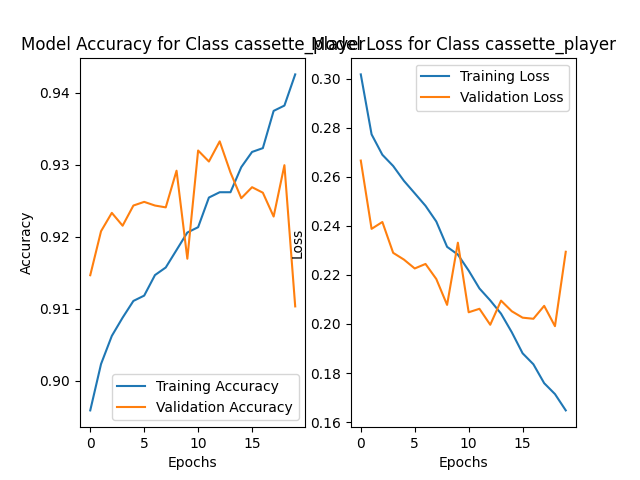 Model Accuracy for Class cassette_player
Model Loss for Class cassette_player
Accuracy
0.94
0.93
0.92
0.91
0.90
Training Accuracy
Validation Accuracy
0
5
10
15
Epochs
Loss
0.30
0.28
0.26
0.24
0.22
0.20
0.18
0.16
Training Loss
Validation Loss
0
5
10
15
Epochs